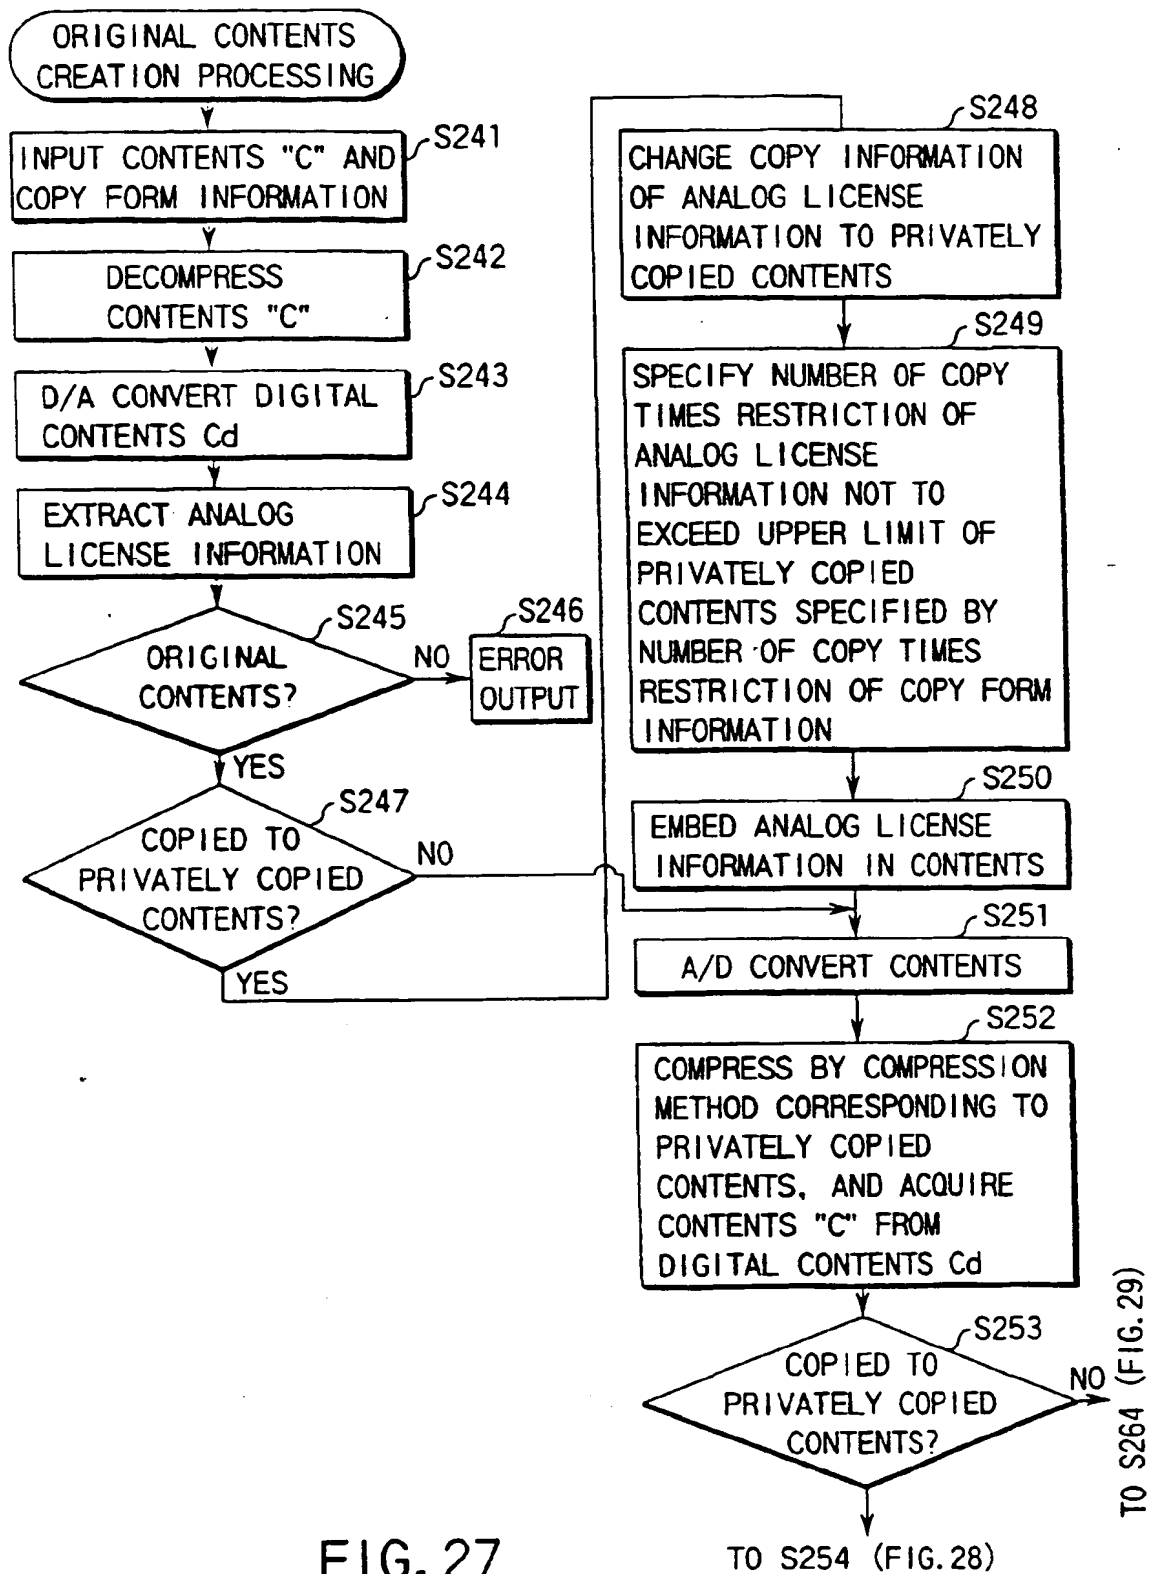 ORIGINAL CONTENTS
CREATION PROCESSING
S241
INPUT CONTENTS "C" AND
COPY FORM INFORMATION
S242
DECOMPRESS
CONTENTS "C"
S243
D/A CONVERT DIGITAL
CONTENTS Cd
S244
EXTRACT ANALOG
LICENSE INFORMATION
S245
ORIGINAL
CONTENTS?
NO
S246
ERROR
OUTPUT
YES
S247
COPIED TO
PRIVATELY COPIED
CONTENTS?
NO
YES
S248
CHANGE COPY INFORMATION
OF ANALOG LICENSE
INFORMATION TO PRIVATELY
COPIED CONTENTS
S249
SPECIFY NUMBER OF COPY
TIMES RESTRICTION OF
ANALOG LICENSE
INFORMATION NOT TO
EXCEED UPPER LIMIT OF
PRIVATELY COPIED
CONTENTS SPECIFIED BY
NUMBER OF COPY TIMES
RESTRICTION OF COPY FORM
INFORMATION
S250
EMBED ANALOG LICENSE
INFORMATION IN CONTENTS
S251
A/D CONVERT CONTENTS
S252
COMPRESS BY COMPRESSION
METHOD CORRESPONDING TO
PRIVATELY COPIED
CONTENTS, AND ACQUIRE
CONTENTS "C" FROM
DIGITAL CONTENTS Cd
S253
COPIED TO
PRIVATELY COPIED
CONTENTS?
NO
TO S264 (FIG. 29)
TO S254 (FIG. 28)
FIG. 27